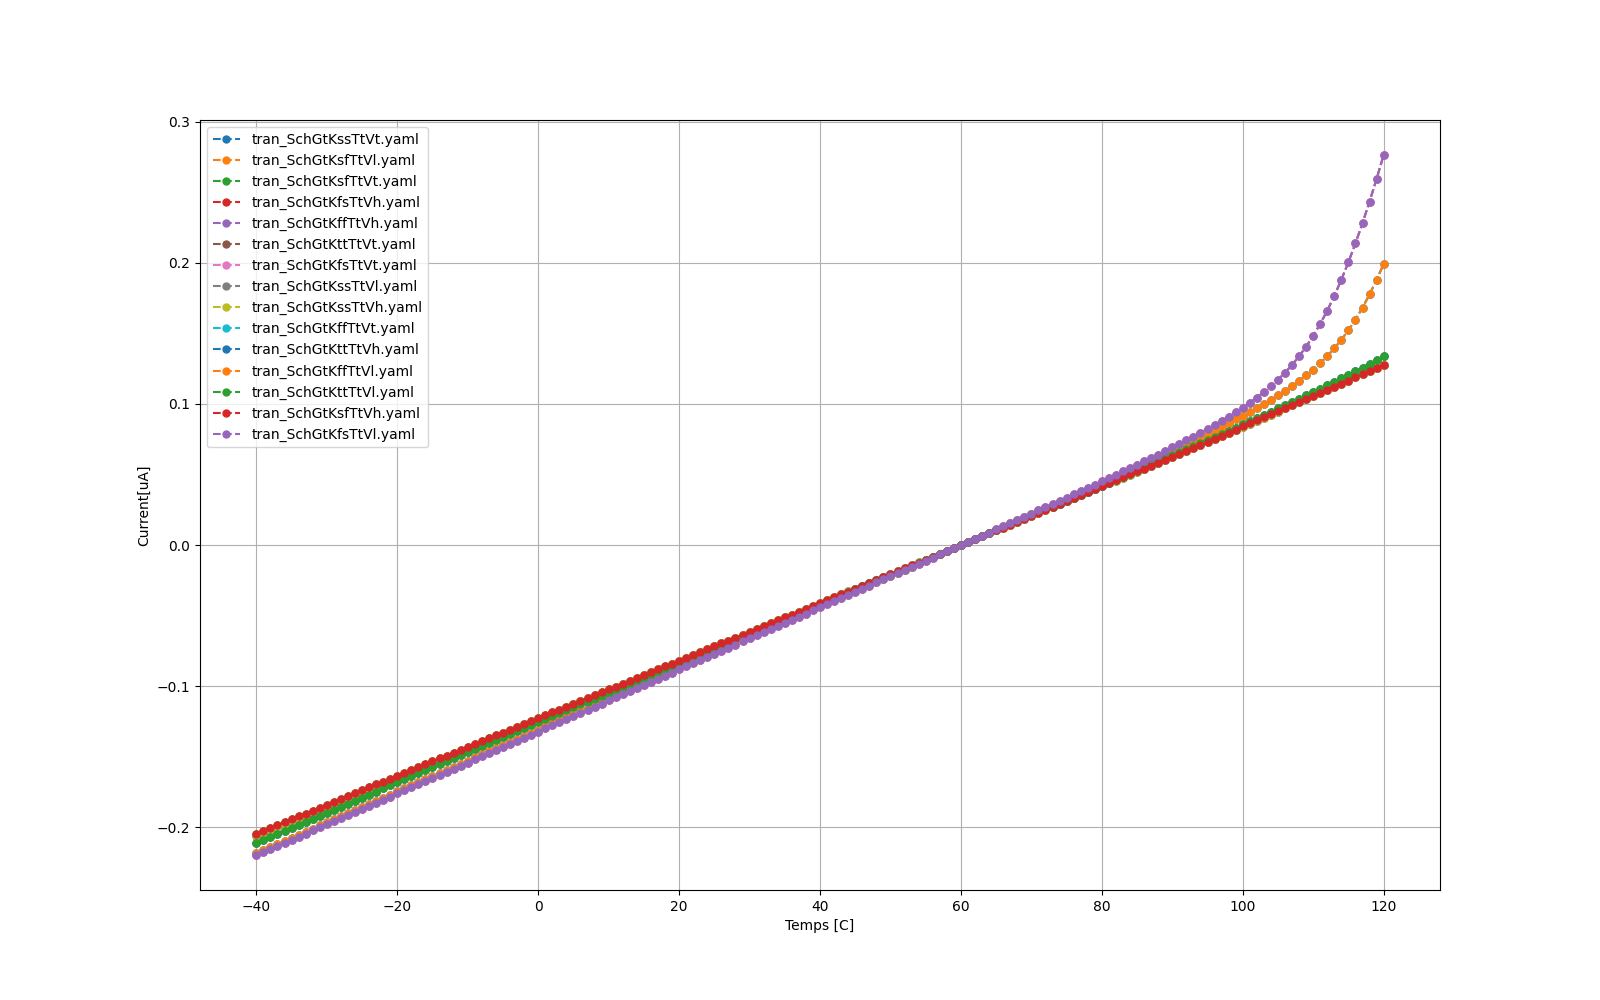 0.3
0.2
0.1
0.0
−0.1
−0.2
Current[uA]
tran_SchGtKssTtVt.yaml
tran_SchGtKsfTtVl.yaml
tran_SchGtKsfTtVt.yaml
tran_SchGtKfsTtVh.yaml
tran_SchGtKffTtVh.yaml
tran_SchGtKttTtVt.yaml
tran_SchGtKfsTtVt.yaml
tran_SchGtKssTtVl.yaml
tran_SchGtKssTtVh.yaml
tran_SchGtKffTtVt.yaml
tran_SchGtKttTtVh.yaml
tran_SchGtKffTtVl.yaml
tran_SchGtKttTtVl.yaml
tran_SchGtKsfTtVh.yaml
tran_SchGtKfsTtVl.yaml
−40 −20 0 20 40 60 80 100 120
Temps [C]